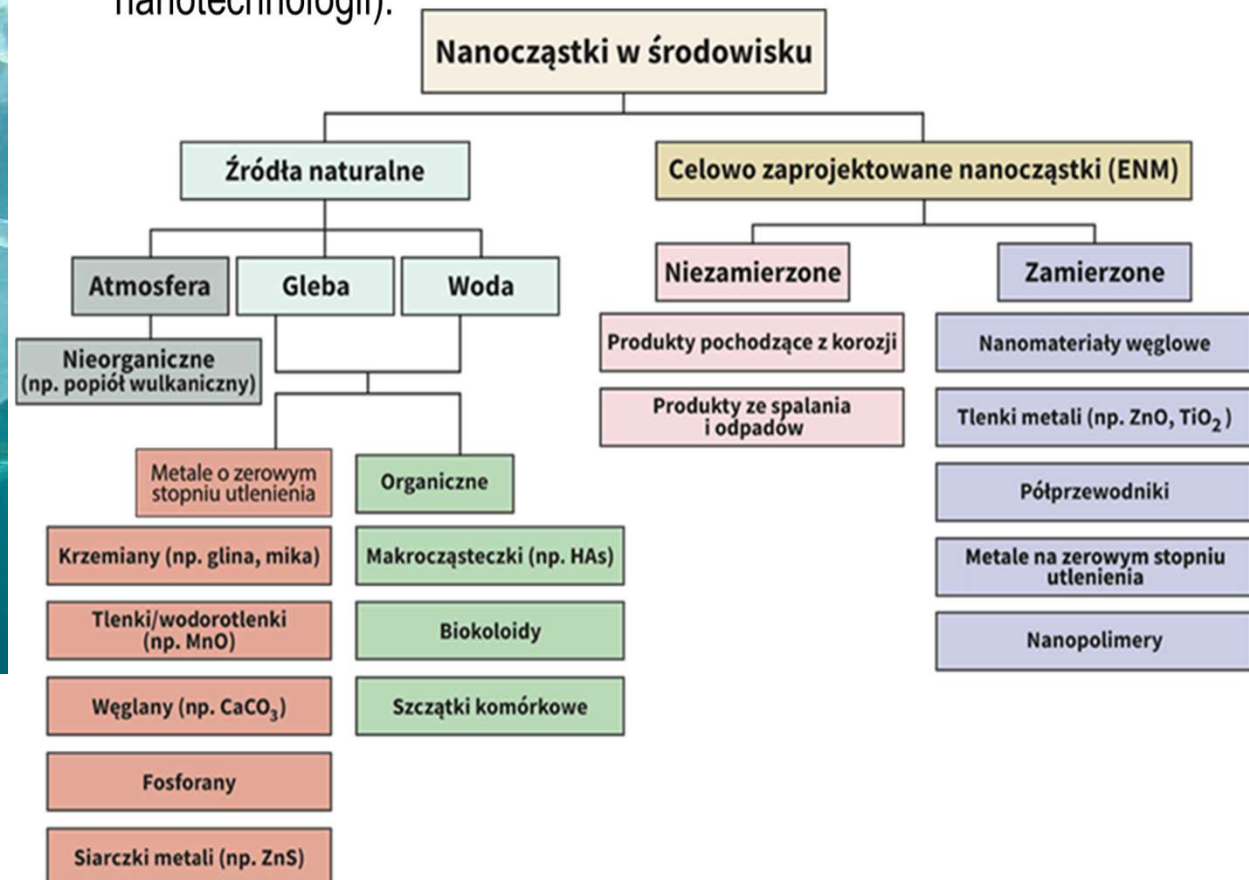 nanotechnologii).
Nanocząstki w środowisku
Źródła naturalne
Celowo zaprojektowane nanocząstki (ENM)
Atmosfera
Gleba
Woda
Niezamierzone
Zamierzone
Nieorganiczne
(np. popiół wulkaniczny)
Produkty pochodzące z korozji
Produkty ze spalania
i odpadów
Nanomateriały węglowe
Tlenki metali (np. ZnO, TiO₂ )
Półprzewodniki
Metale na zerowym stopniu
utlenienia
Nanopolimery
Metale o zerowym
stopniu utlenienia
Krzemiany (np. glina, mika)
Tlenki/wodorotlenki
(np. MnO)
Węglany (np. CaCO₃)
Fosforany
Siarczki metali (np. ZnS)
Organiczne
Makrocząsteczki (np. HAs)
Biokoloidy
Szczątki komórkowe